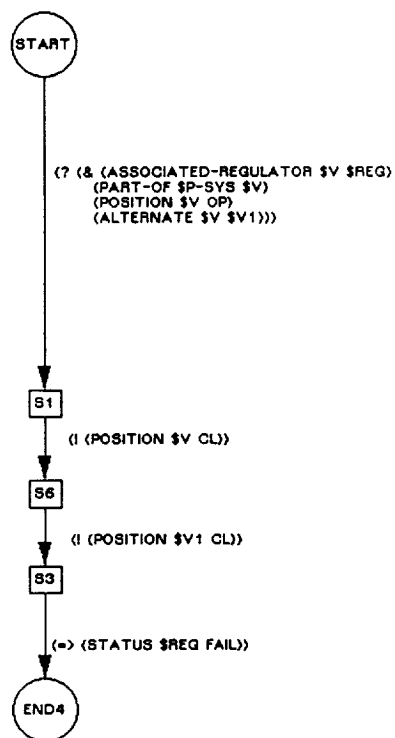 START
(? (& (ASSOCIATED-REGULATOR $V $REG)
(PART-OF $P-SYS $V)
(POSITION $V OP)
(ALTERNATE $V $V1)))
S1
(! (POSITION $V CL))
S6
(! (POSITION $V1 CL))
S3
(=> (STATUS $REG FAIL))
END4